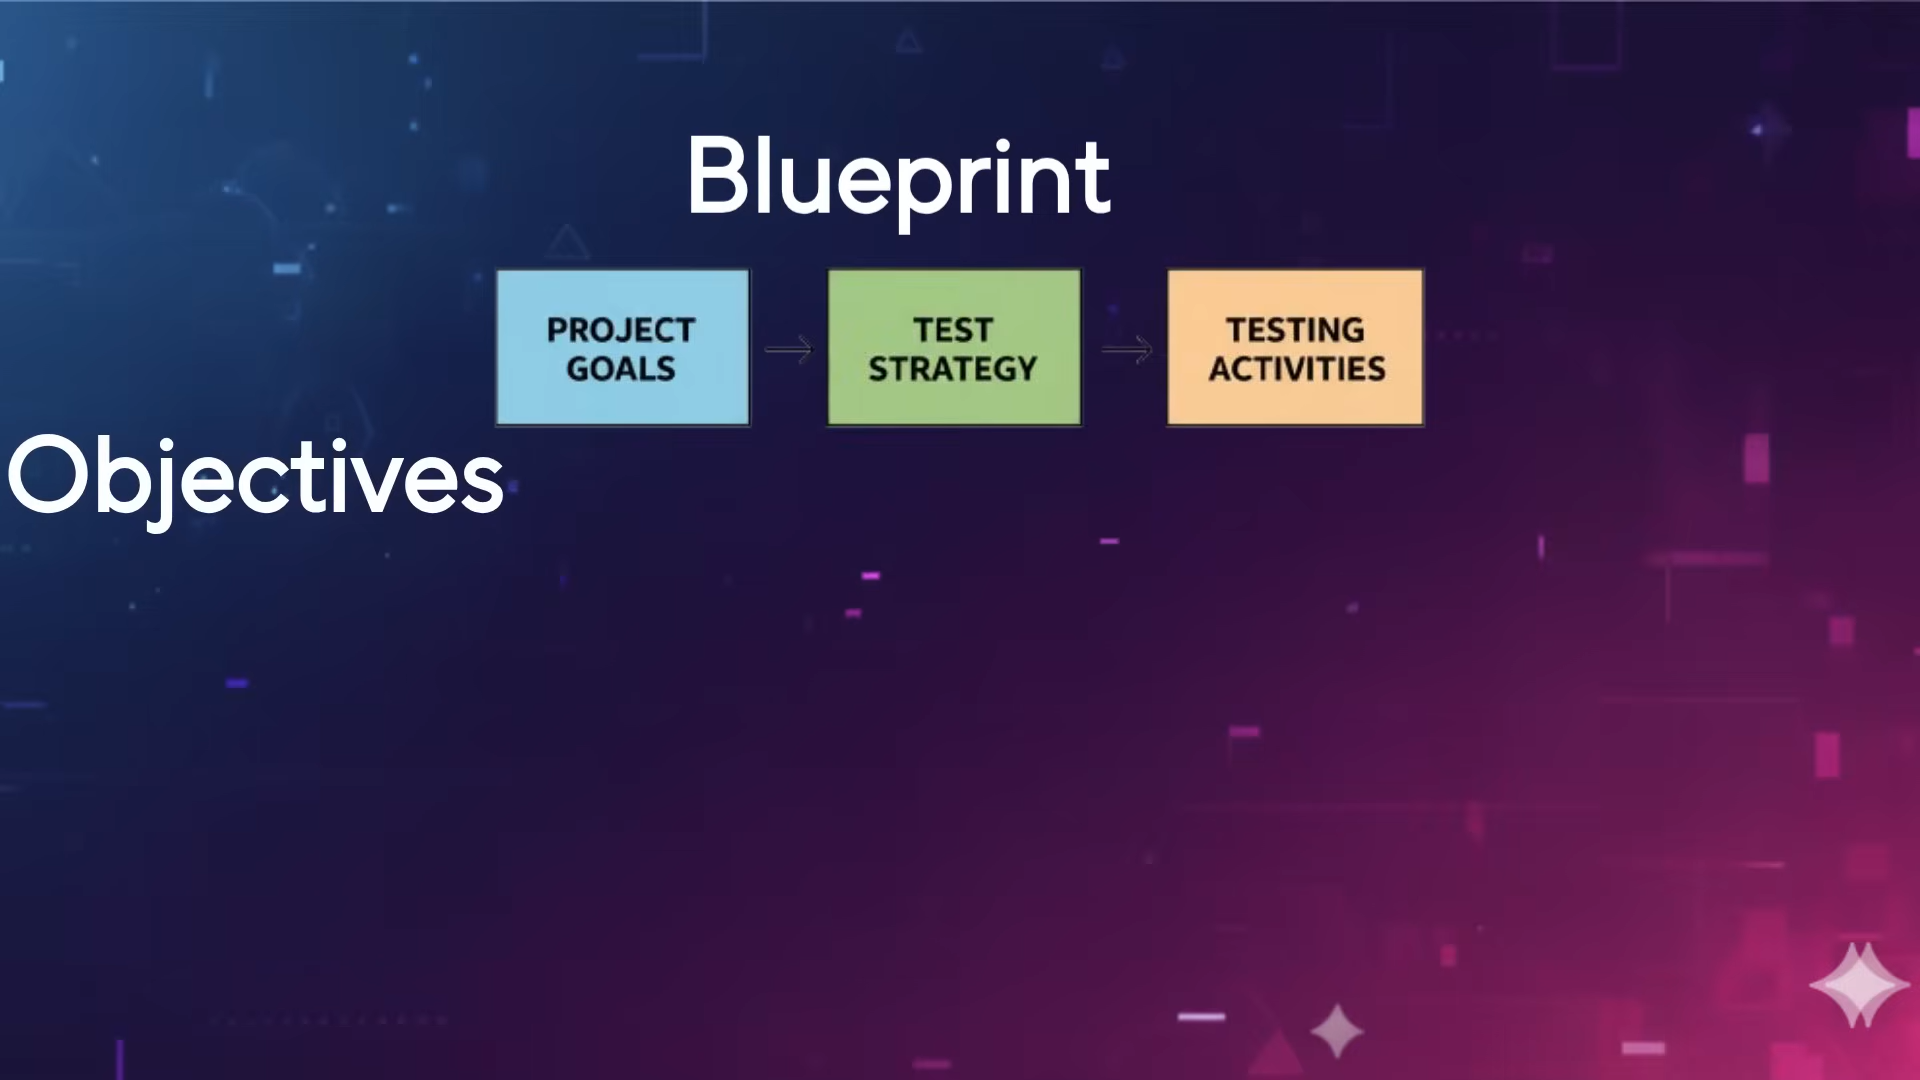 Blueprint
PROJECT
GOALS
TEST
STRATEGY
TESTING
ACTIVITIES
Objectives